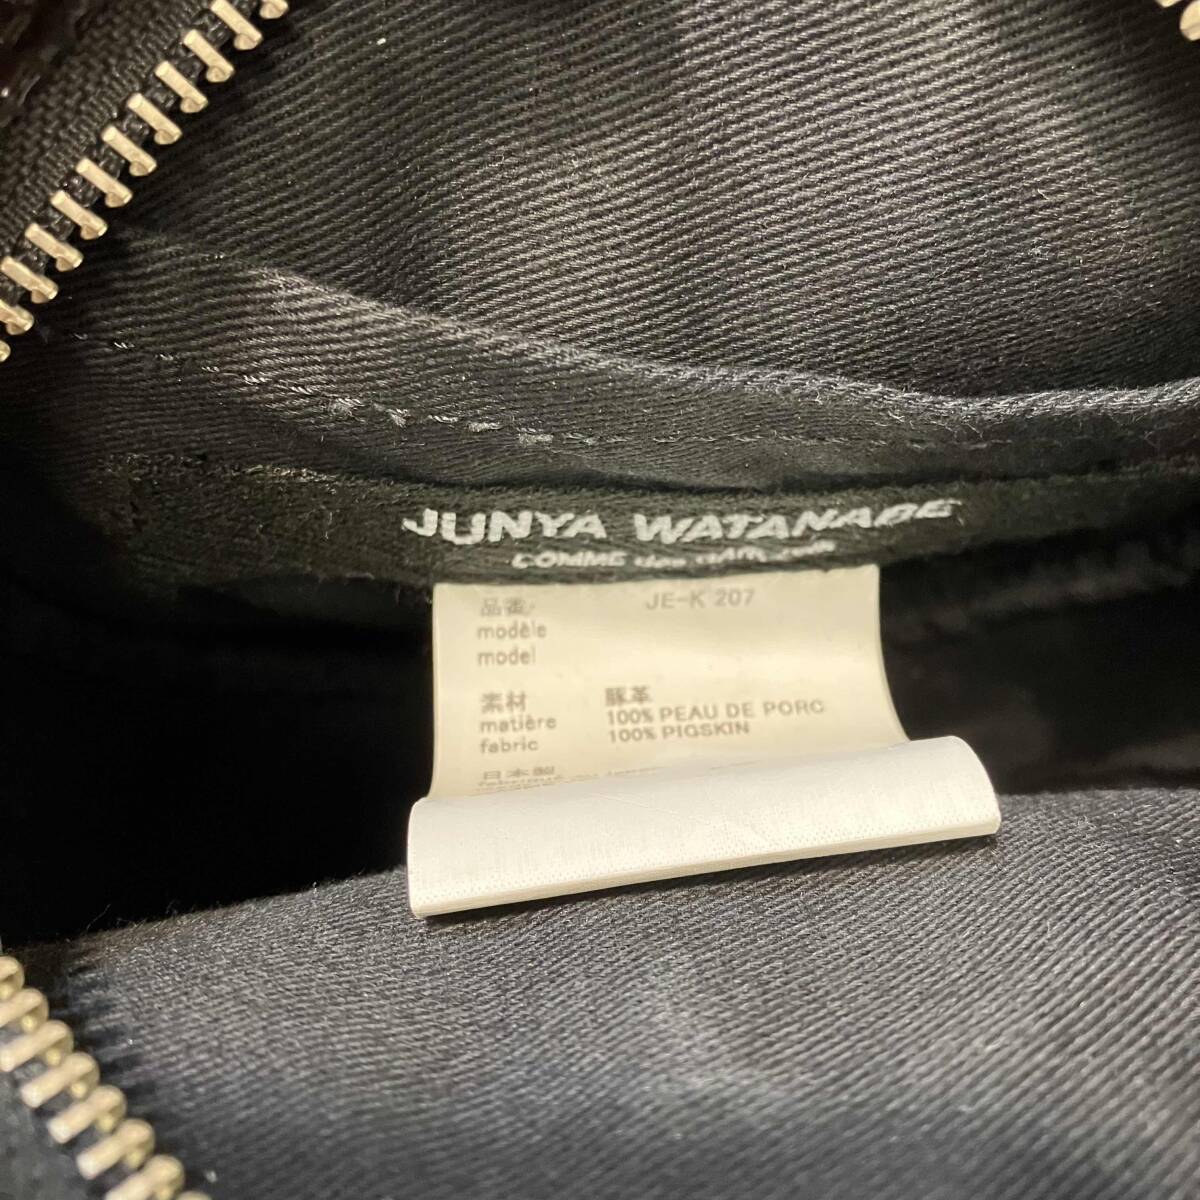 JUNYA WATANABE
COMME des
品番 JE-K 207
modèle
model
素材 豚革
matière 100% PEAU DE PORC
fabric 100% PIGSKIN
日本製